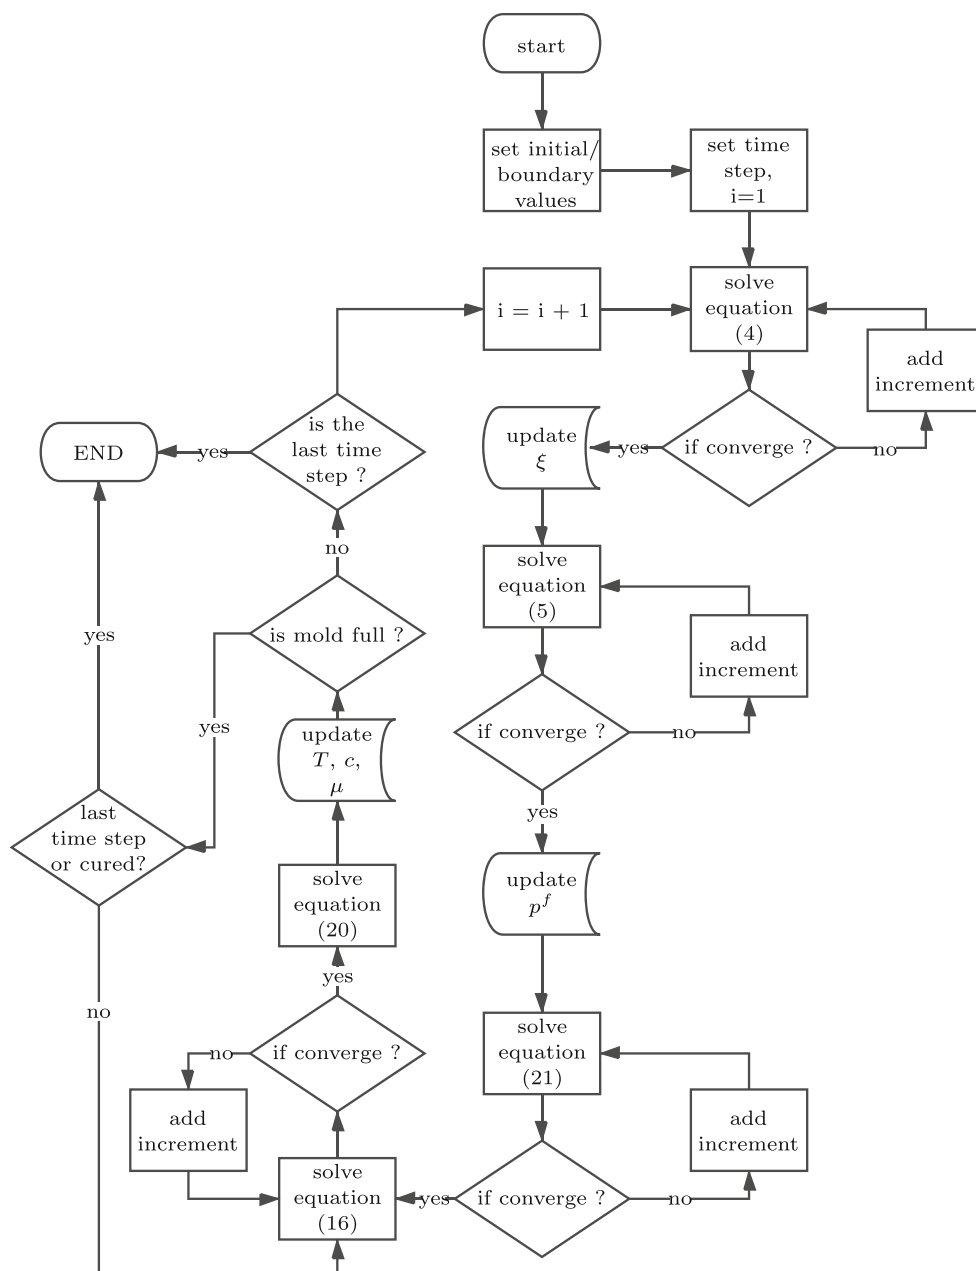 start
set initial/
boundary
values
set time
step,
i=1
i = i + 1
solve
equation
(4)
add
increment
if converge ?
no
yes
update
ξ
is the
last time
step ?
yes
END
no
solve
equation
(5)
add
increment
if converge ?
no
yes
is mold full ?
yes
yes
update
T, c,
μ
last
time step
or cured?
no
update
p^f
solve
equation
(20)
yes
if converge ?
no
add
increment
solve
equation
(21)
add
increment
if converge ?
no
yes
solve
equation
(16)